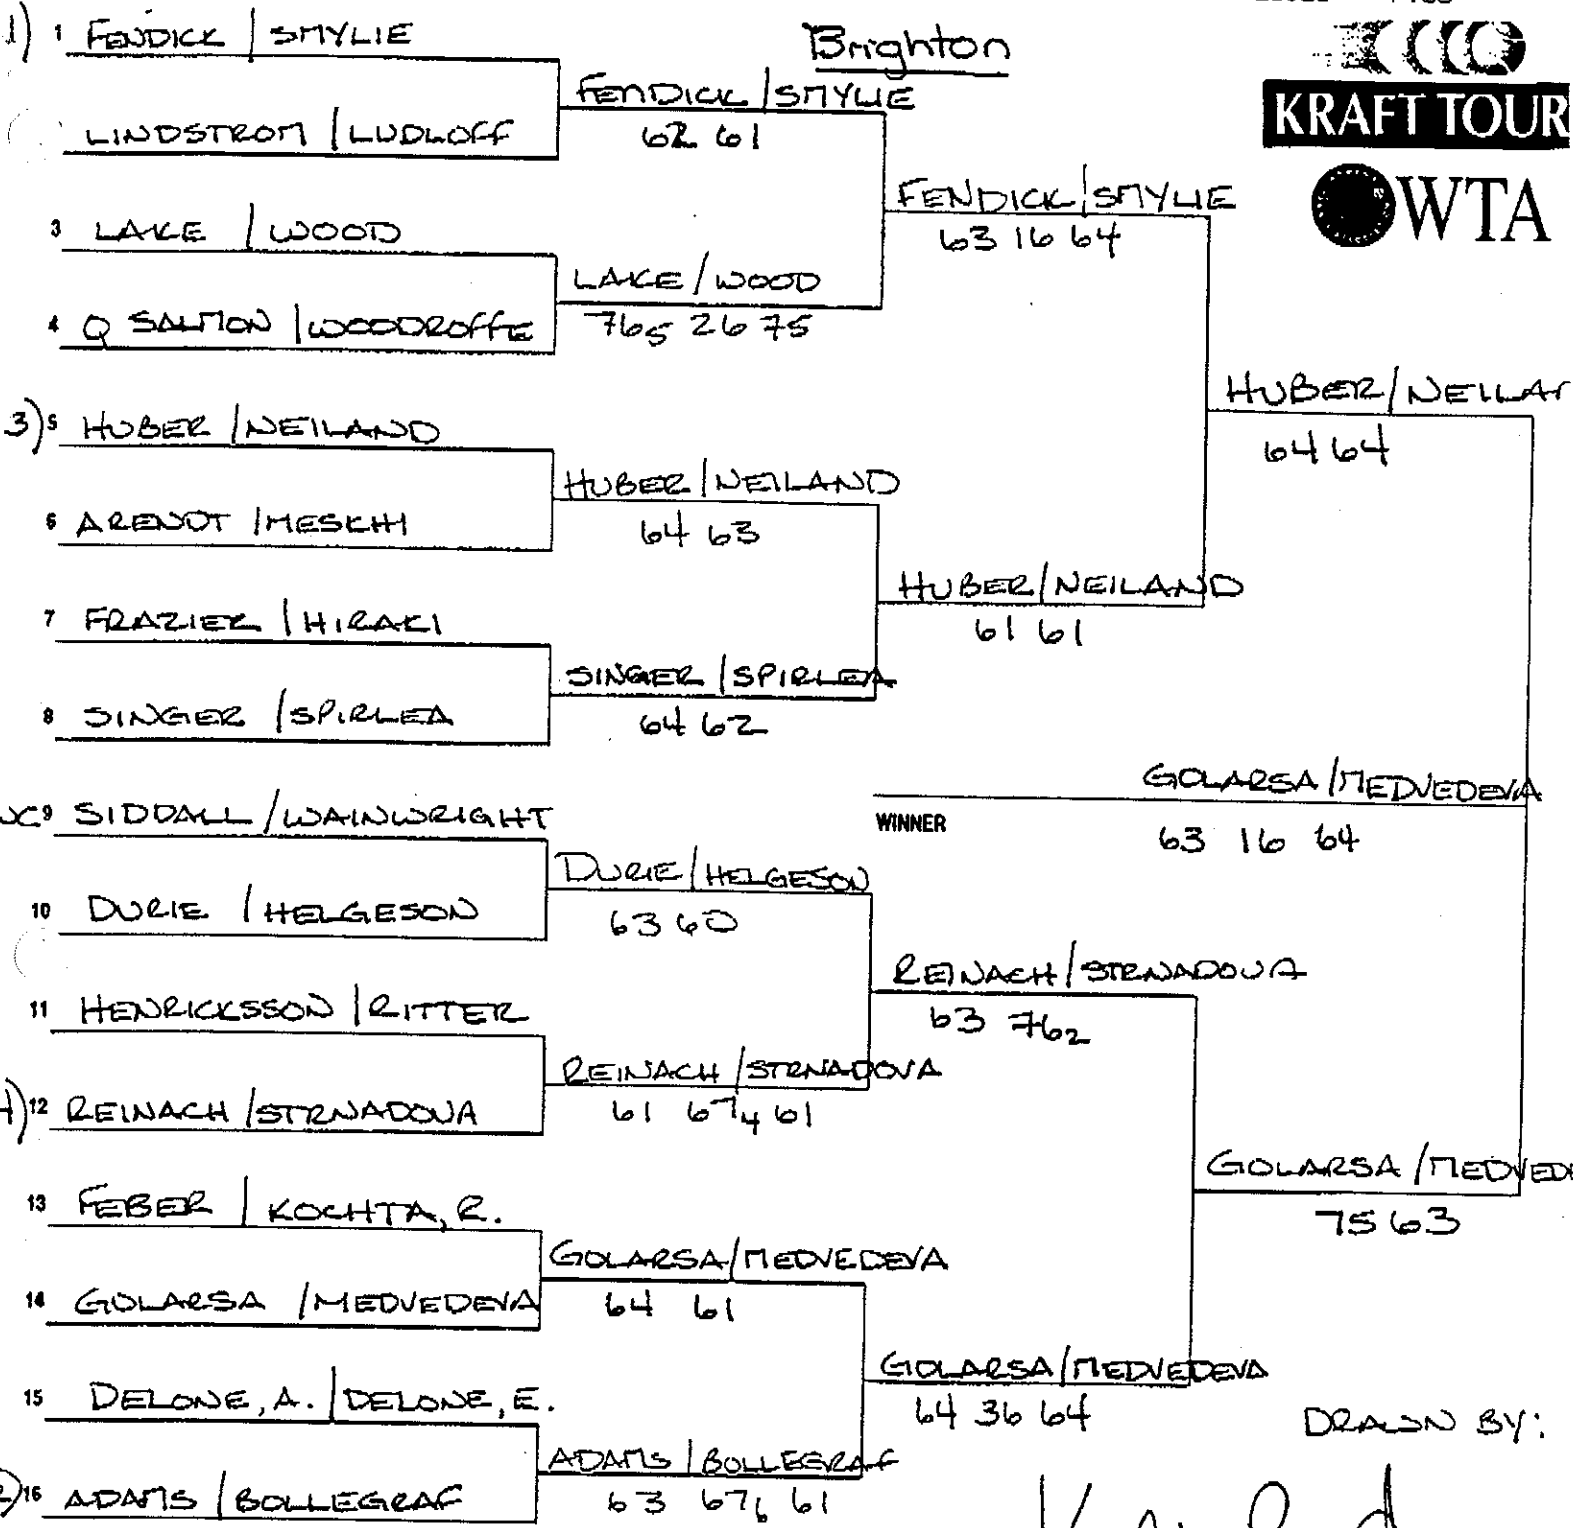 1) 1 FENDICK / SMYLIE
Brighton
KRAFT TOUR
WTA
LINDSTROM / LUDLOFF
3 LAKE / WOOD
4 Q SALMON / WOODROFFE
3) 5 HUBER / NEILAND
6 ARENDT / MESKHI
7 FRAZIER / HIRAKI
8 SINGER / SPIRLEA
WC 9 SIDDALL / WAINWRIGHT
10 DURIE / HELGESON
11 HENRICKSSON / RITTER
4) 12 REINACH / STRNADOVA
13 FEBER / KOCHTA, R.
14 GOLARSA / MEDVEDEVA
15 DELONE, A. / DELONE, E.
2) 16 ADAMS / BOLLEGRAF
FENDICK / SMYLIE
62 61
LAKE / WOOD
765 26 75
HUBER / NEILAND
64 63
SINGER / SPIRLEA
64 62
DURIE / HELGESON
63 60
REINACH / STRNADOVA
61 674 61
GOLARSA / MEDVEDEVA
64 61
ADAMS / BOLLEGRAF
63 676 61
FENDICK / SMYLIE
63 16 64
HUBER / NEILAND
61 61
REINACH / STRNADOVA
63 762
GOLARSA / MEDVEDEVA
64 36 64
HUBER / NEILA
64 64
GOLARSA / MEDVED
75 63
GOLARSA / MEDVEDEVA
WINNER
63 16 64
DRAWN BY: